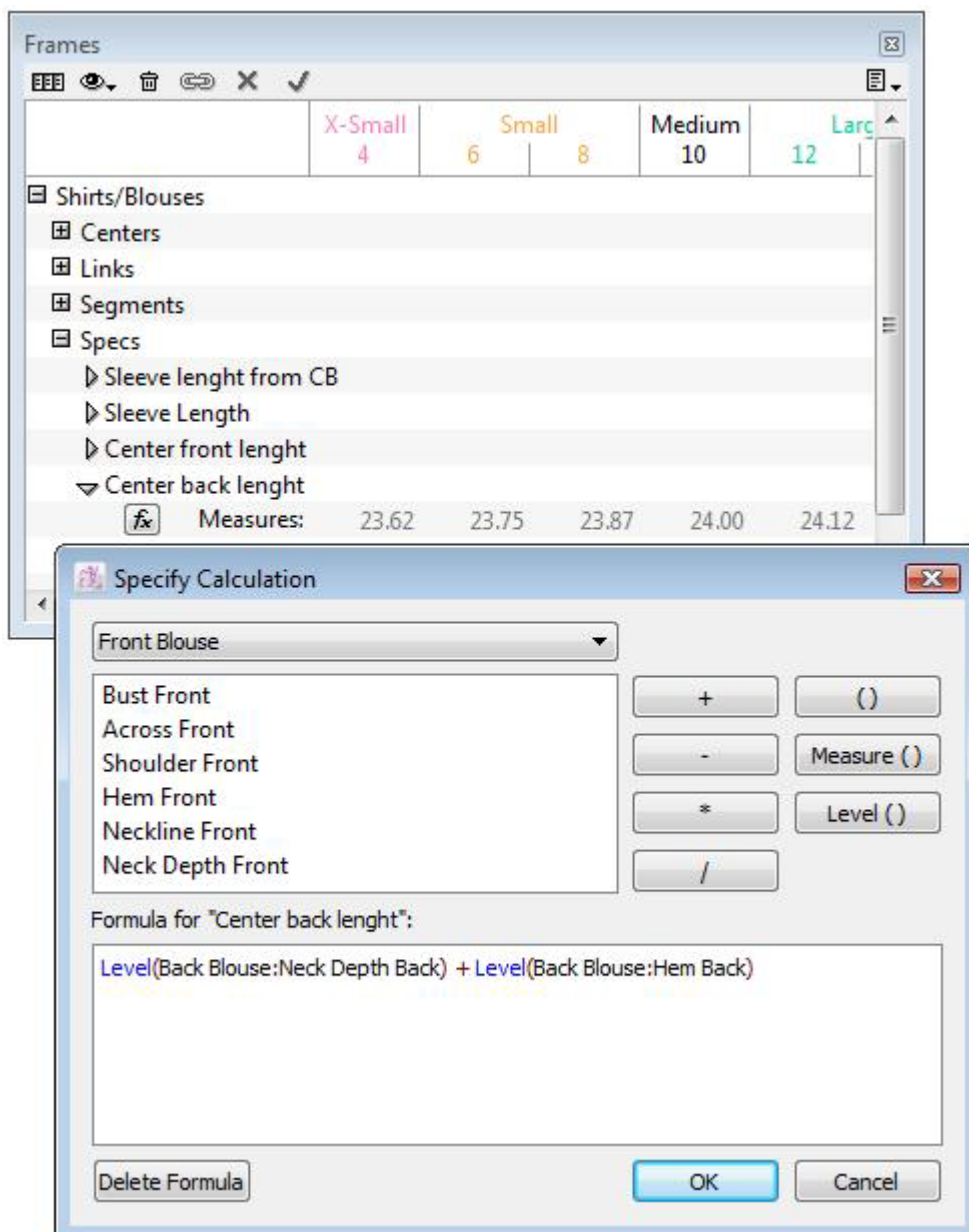 Frames
X-Small Small Medium Larg
4 6 8 10 12
Shirts/Blouses
Centers
Links
Segments
Specs
Sleeve lenght from CB
Sleeve Length
Center front lenght
Center back lenght
fx Measures: 23.62 23.75 23.87 24.00 24.12
Specify Calculation
Front Blouse
Bust Front
Across Front
Shoulder Front
Hem Front
Neckline Front
Neck Depth Front
+ ()
- Measure ()
* Level ()
/
Formula for "Center back lenght":
Level(Back Blouse:Neck Depth Back) + Level(Back Blouse:Hem Back)
Delete Formula OK Cancel